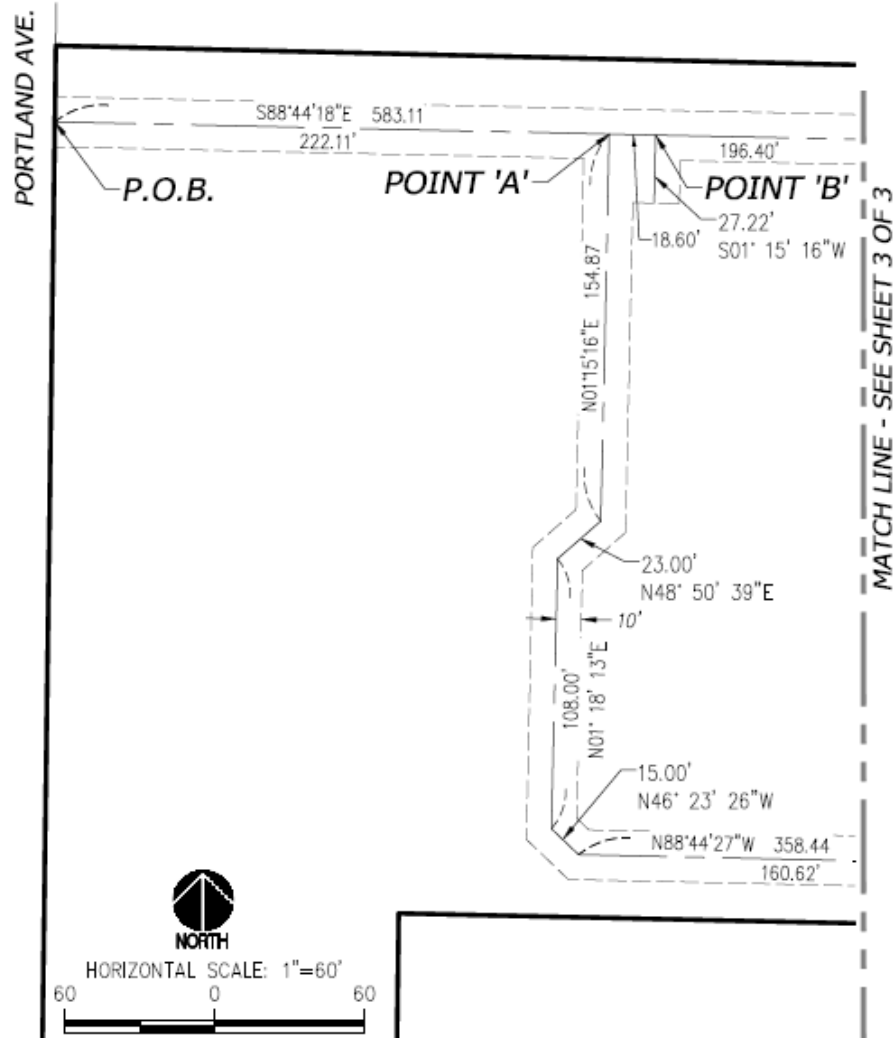 PORTLAND AVE.
S88°44'18"E 583.11
222.11'
P.O.B.
POINT 'A'
196.40'
POINT 'B'
27.22'
S01° 15' 16"W
18.60'
N01°15'16"E 154.87
MATCH LINE - SEE SHEET 3 OF 3
23.00'
N48° 50' 39"E
10'
108.00'
N01° 18' 13"E
15.00'
N46° 23' 26"W
N88°44'27"W 358.44
160.62'
NORTH
HORIZONTAL SCALE: 1"=60'
60 0 60